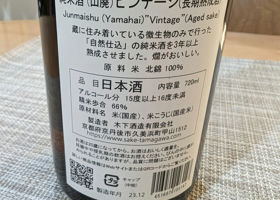 純米酒(山廃)ビンテージ(長期熟成酒)
Junmaishu (Yamahai)"Vintage"(Aged sake)
蔵に住み着いている微生物のみで行った
「自然仕込」の純米酒を3年以上
熟成させました。燗がおいしい。
原料米 北錦100%
品目 日本酒 内容量 720ml
アルコール分 15度以上16度未満
精米歩合 66%
原材料名 米(国産)、米こうじ(国産米)
製造者 木下酒造有限会社
京都府京丹後市久美浜町甲山1512
https://www.sake-tamagawa.com
製造年月 23.12